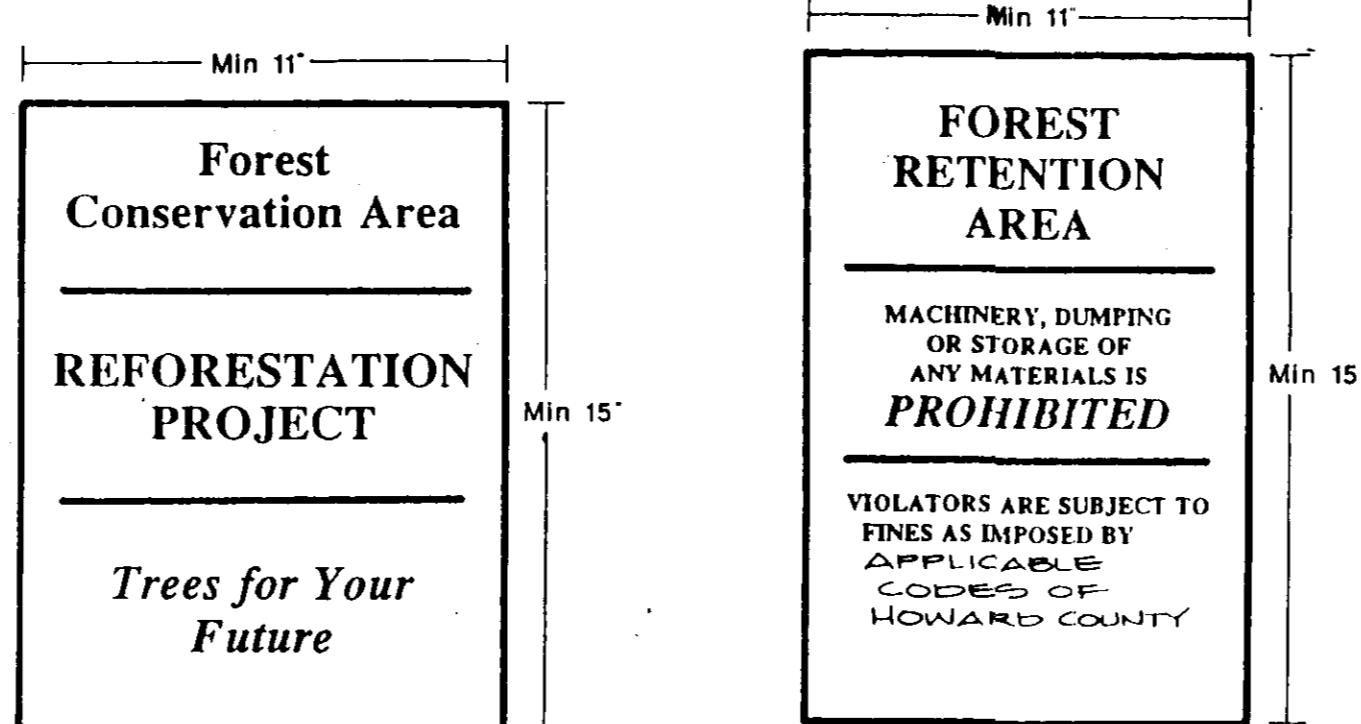 Min 11"
Forest
Conservation Area
REFORESTATION
PROJECT
Trees for Your
Future
Min 15"
Min 11"
FOREST
RETENTION
AREA
MACHINERY, DUMPING
OR STORAGE OF
ANY MATERIALS IS
PROHIBITED
VIOLATORS ARE SUBJECT TO
FINES AS IMPOSED BY
APPLICABLE
CODES OF
HOWARD COUNTY
Min 15